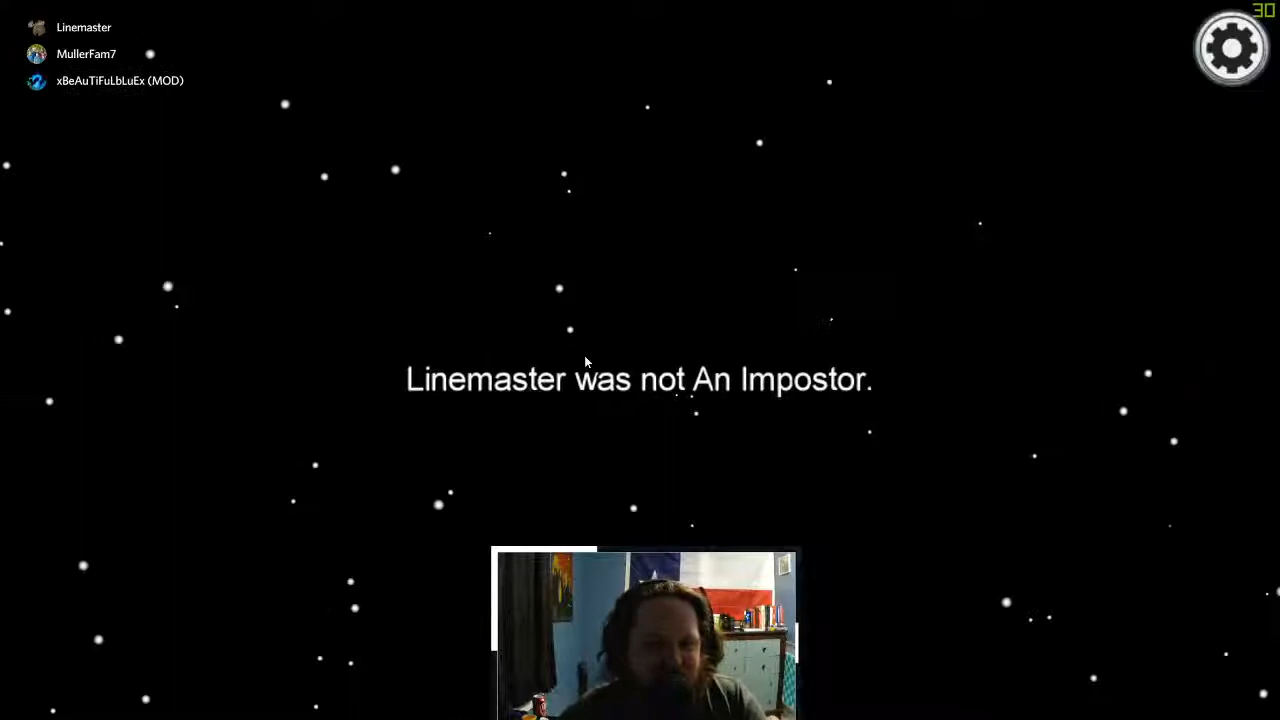 Linemaster
MullerFam7
xBeAuTiFuLbLuEx (MOD)
30
Linemaster was not An Impostor.